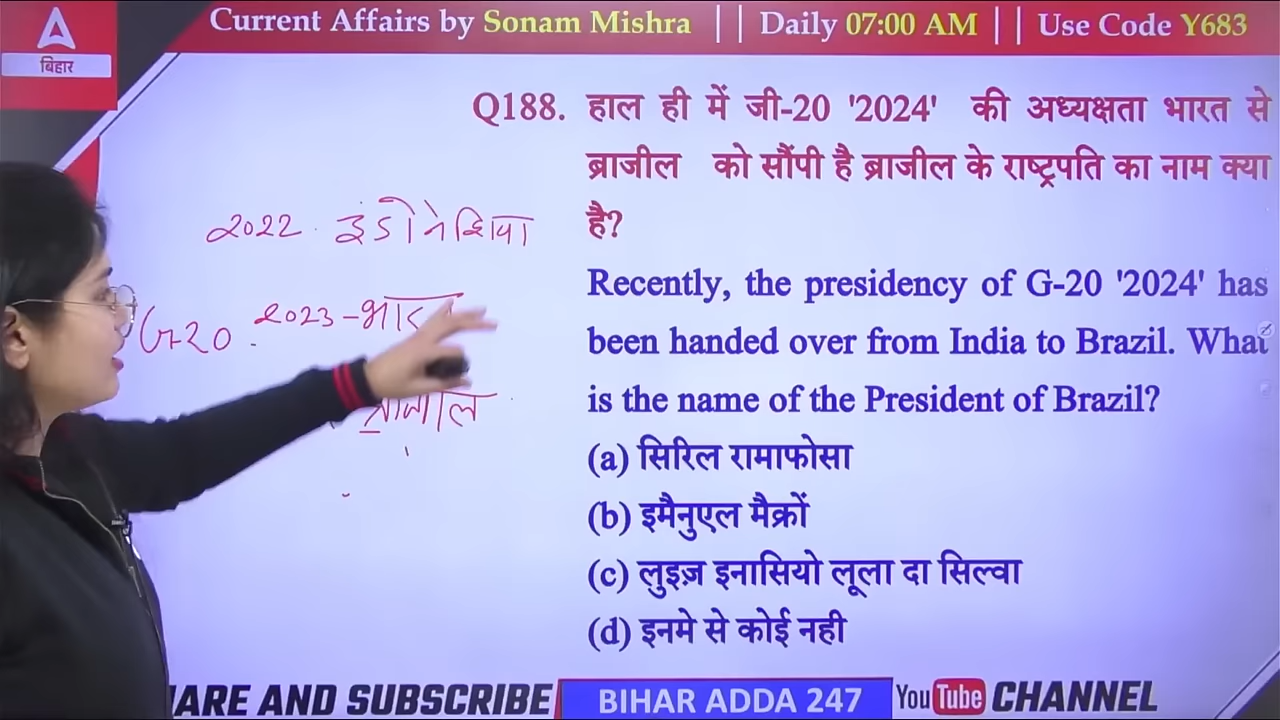 Current Affairs by Sonam Mishra || Daily 07:00 AM || Use Code Y683
A
बिहार
Q188. हाल ही में जी-20 '2024' की अध्यक्षता भारत से
ब्राजील को सौंपी है ब्राजील के राष्ट्रपति का नाम क्या
है?
2022 इंडोनेशिया
Recently, the presidency of G-20 '2024' has
G20 2023-
been handed over from India to Brazil. What
is the name of the President of Brazil?
(a) सिरिल रामाफोसा
(b) इमैनुएल मैक्रों
(c) लुइज़ इनासियो लूला दा सिल्वा
(d) इनमे से कोई नही
ARE AND SUBSCRIBE BIHAR ADDA 247 YouTube CHANNEL